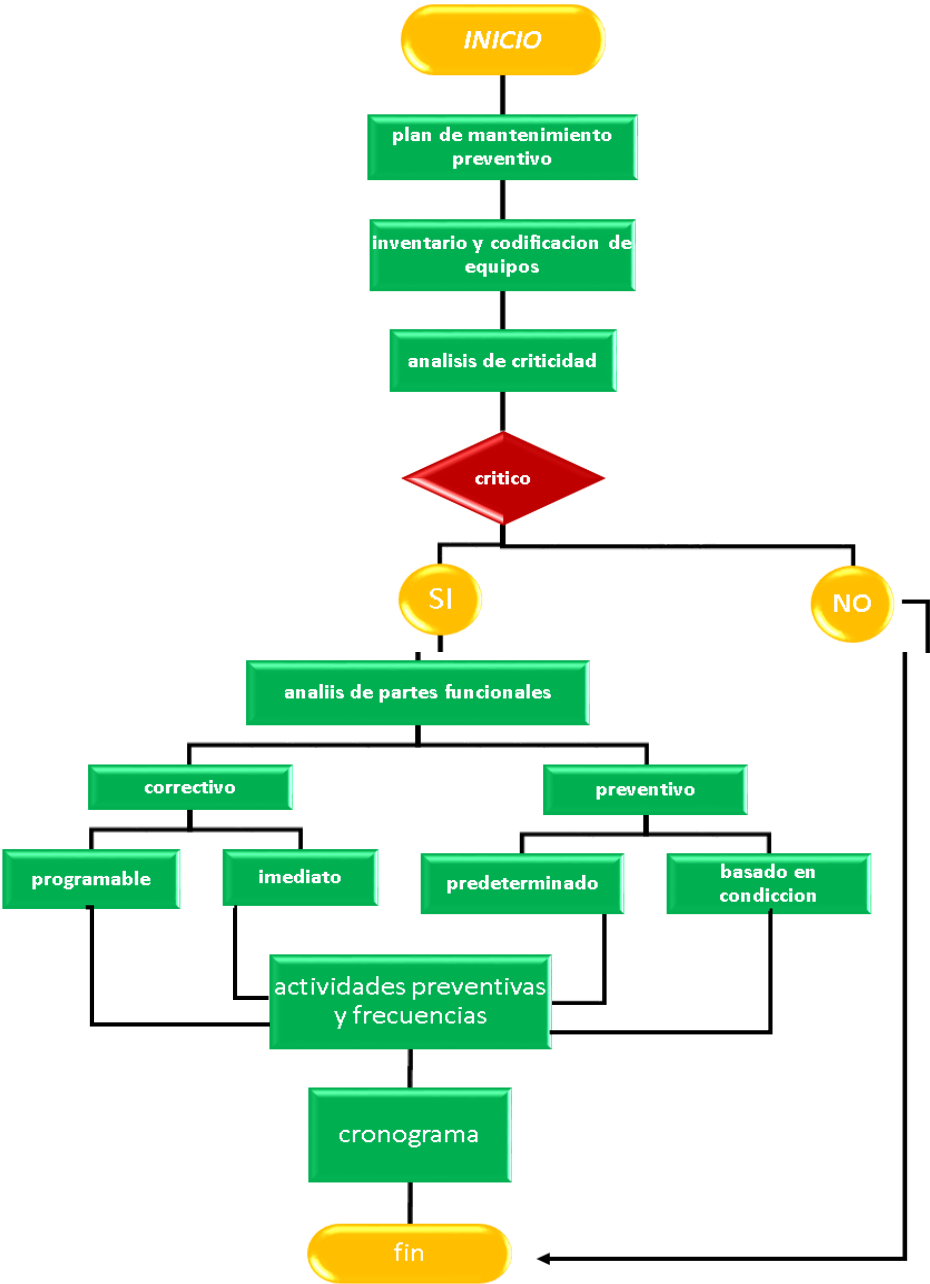 INICIO
plan de mantenimiento
preventivo
inventario y codificacion de
equipos
analisis de criticidad
critico
SI
NO
analiis de partes funcionales
correctivo
preventivo
programable
imediato
predeterminado
basado en
condiccion
actividades preventivas
y frecuencias
cronograma
fin